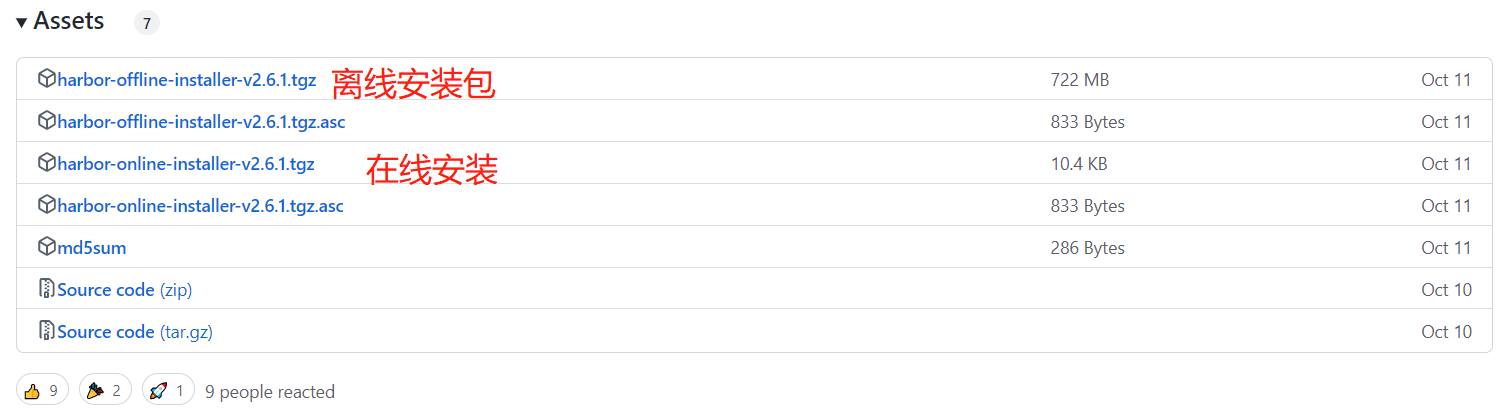 Assets 7
harbor-offline-installer-v2.6.1.tgz 离线安装包 722 MB Oct 11
harbor-offline-installer-v2.6.1.tgz.asc 833 Bytes Oct 11
harbor-online-installer-v2.6.1.tgz 在线安装 10.4 KB Oct 11
harbor-online-installer-v2.6.1.tgz.asc 833 Bytes Oct 11
md5sum 286 Bytes Oct 11
Source code (zip) Oct 10
Source code (tar.gz) Oct 10
9 2 1 9 people reacted